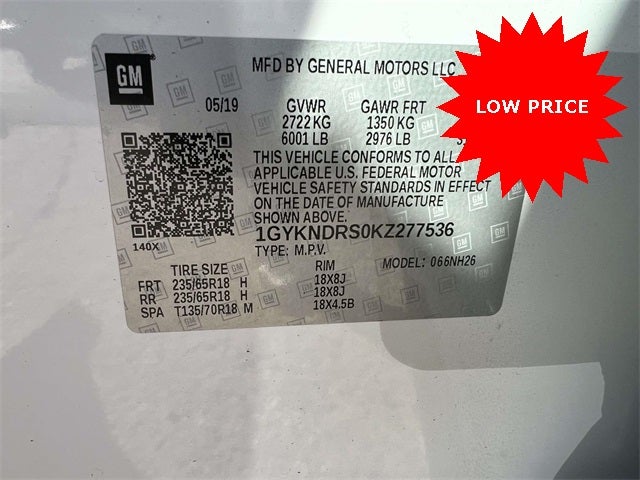 GM
MFD BY GENERAL MOTORS LLC
LOW PRICE
05/19 GVWR GAWR FRT
2722 KG 1350 KG
6001 LB 2976 LB
THIS VEHICLE CONFORMS TO ALL
APPLICABLE U.S. FEDERAL MOTOR
VEHICLE SAFETY STANDARDS IN EFFECT
ON THE DATE OF MANUFACTURE
SHOWN ABOVE.
140X
1GYKNDRS0KZ277536
TYPE: M.P.V. MODEL: 066NH26
TIRE SIZE RIM
FRT 235/65R18 H 18X8J
RR 235/65R18 H 18X8J
SPA T135/70R18 M 18X4.5B